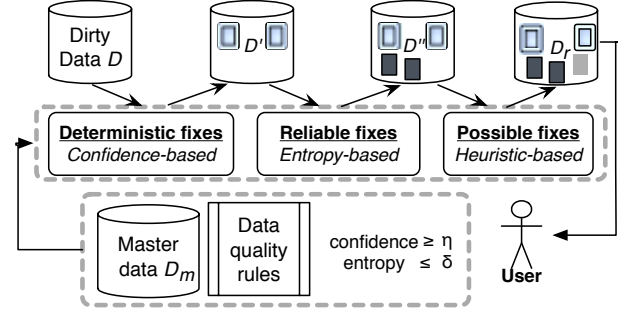 Dirty
Data D
D'
D"
Dr
Deterministic fixes
Confidence-based
Reliable fixes
Entropy-based
Possible fixes
Heuristic-based
Master
data Dm
Data
quality
rules
confidence ≥ η
entropy ≤ δ
User